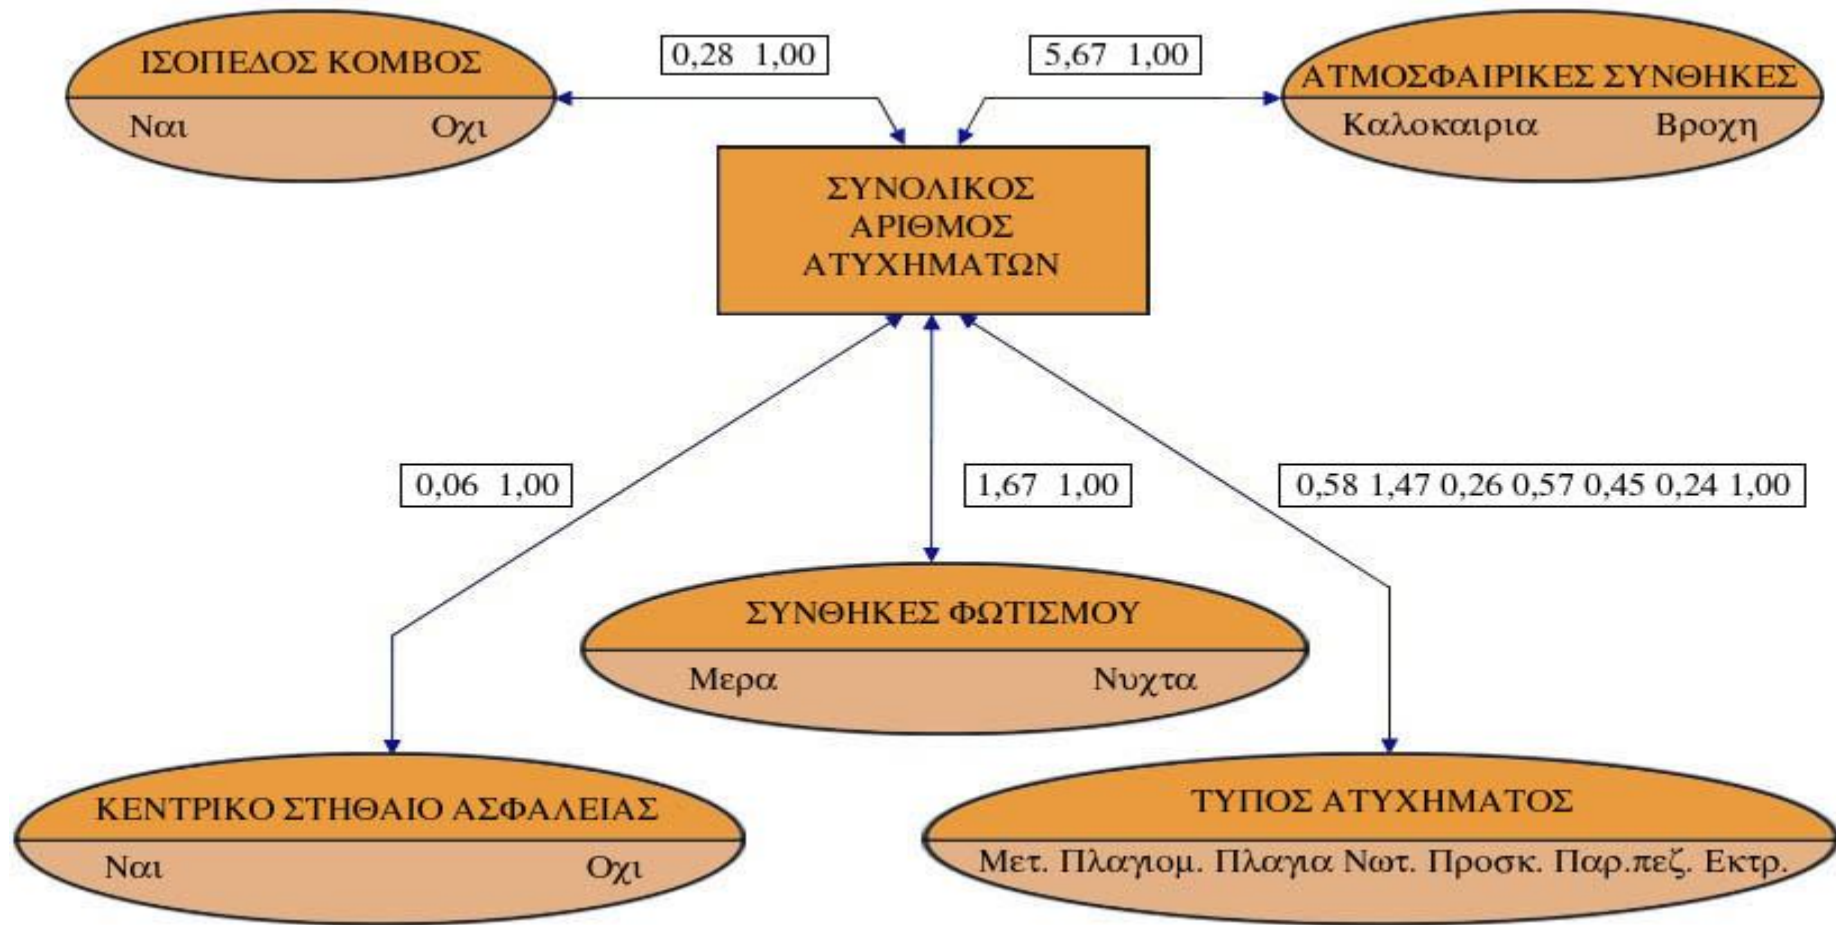 ΙΣΟΠΕΔΟΣ ΚΟΜΒΟΣ
Ναι Οχι
0,28 1,00
5,67 1,00
ΑΤΜΟΣΦΑΙΡΙΚΕΣ ΣΥΝΘΗΚΕΣ
Καλοκαιρια Βροχη
ΣΥΝΟΛΙΚΟΣ
ΑΡΙΘΜΟΣ
ΑΤΥΧΗΜΑΤΩΝ
0,06 1,00
1,67 1,00
0,58 1,47 0,26 0,57 0,45 0,24 1,00
ΣΥΝΘΗΚΕΣ ΦΩΤΙΣΜΟΥ
Μερα Νυχτα
ΚΕΝΤΡΙΚΟ ΣΤΗΘΑΙΟ ΑΣΦΑΛΕΙΑΣ
Ναι Οχι
ΤΥΠΟΣ ΑΤΥΧΗΜΑΤΟΣ
Μετ. Πλαγιομ. Πλαγια Νωτ. Προσκ. Παρ.πεζ. Εκτρ.